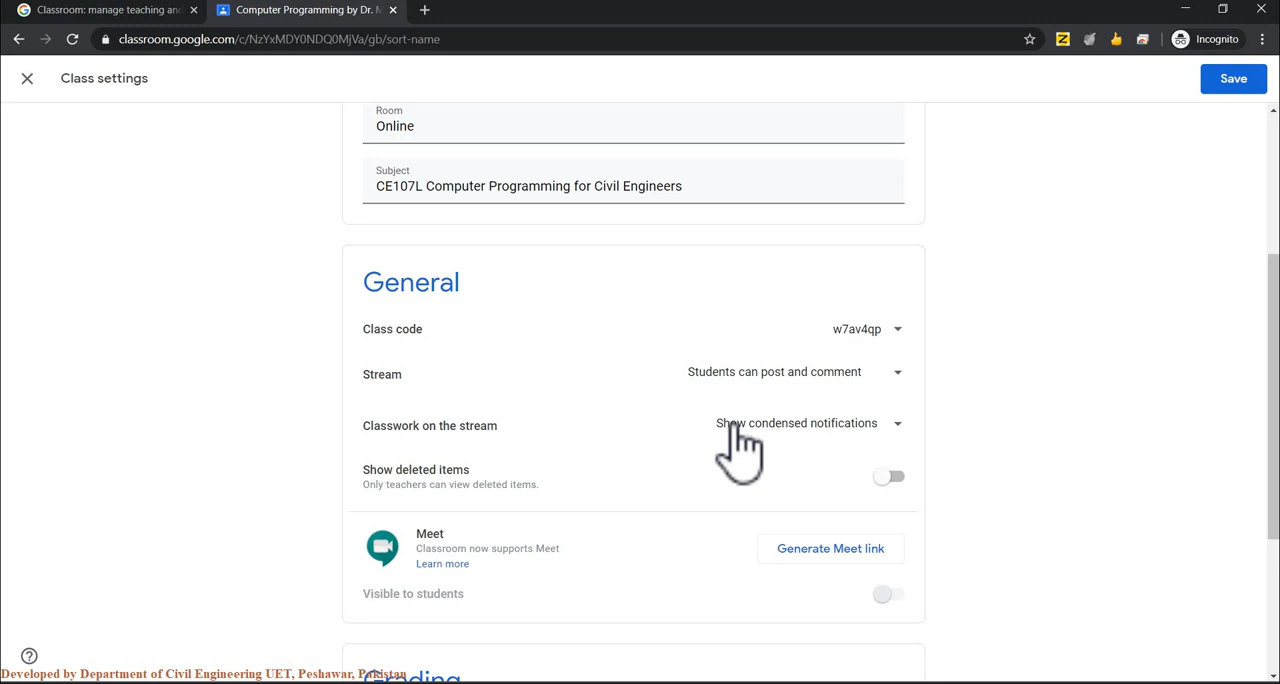 Classroom: manage teaching and
Computer Programming by Dr. M
classroom.google.com/c/NzYxMDY0NDQ0MjVa/gb/sort-name
Incognito
Class settings
Save
Room
Online
Subject
CE107L Computer Programming for Civil Engineers
General
Class code
w7av4qp
Stream
Students can post and comment
Classwork on the stream
Show condensed notifications
Show deleted items
Only teachers can view deleted items.
Meet
Classroom now supports Meet
Learn more
Generate Meet link
Visible to students
Developed by Department of Civil Engineering UET, Peshawar, Pakistan
Grading